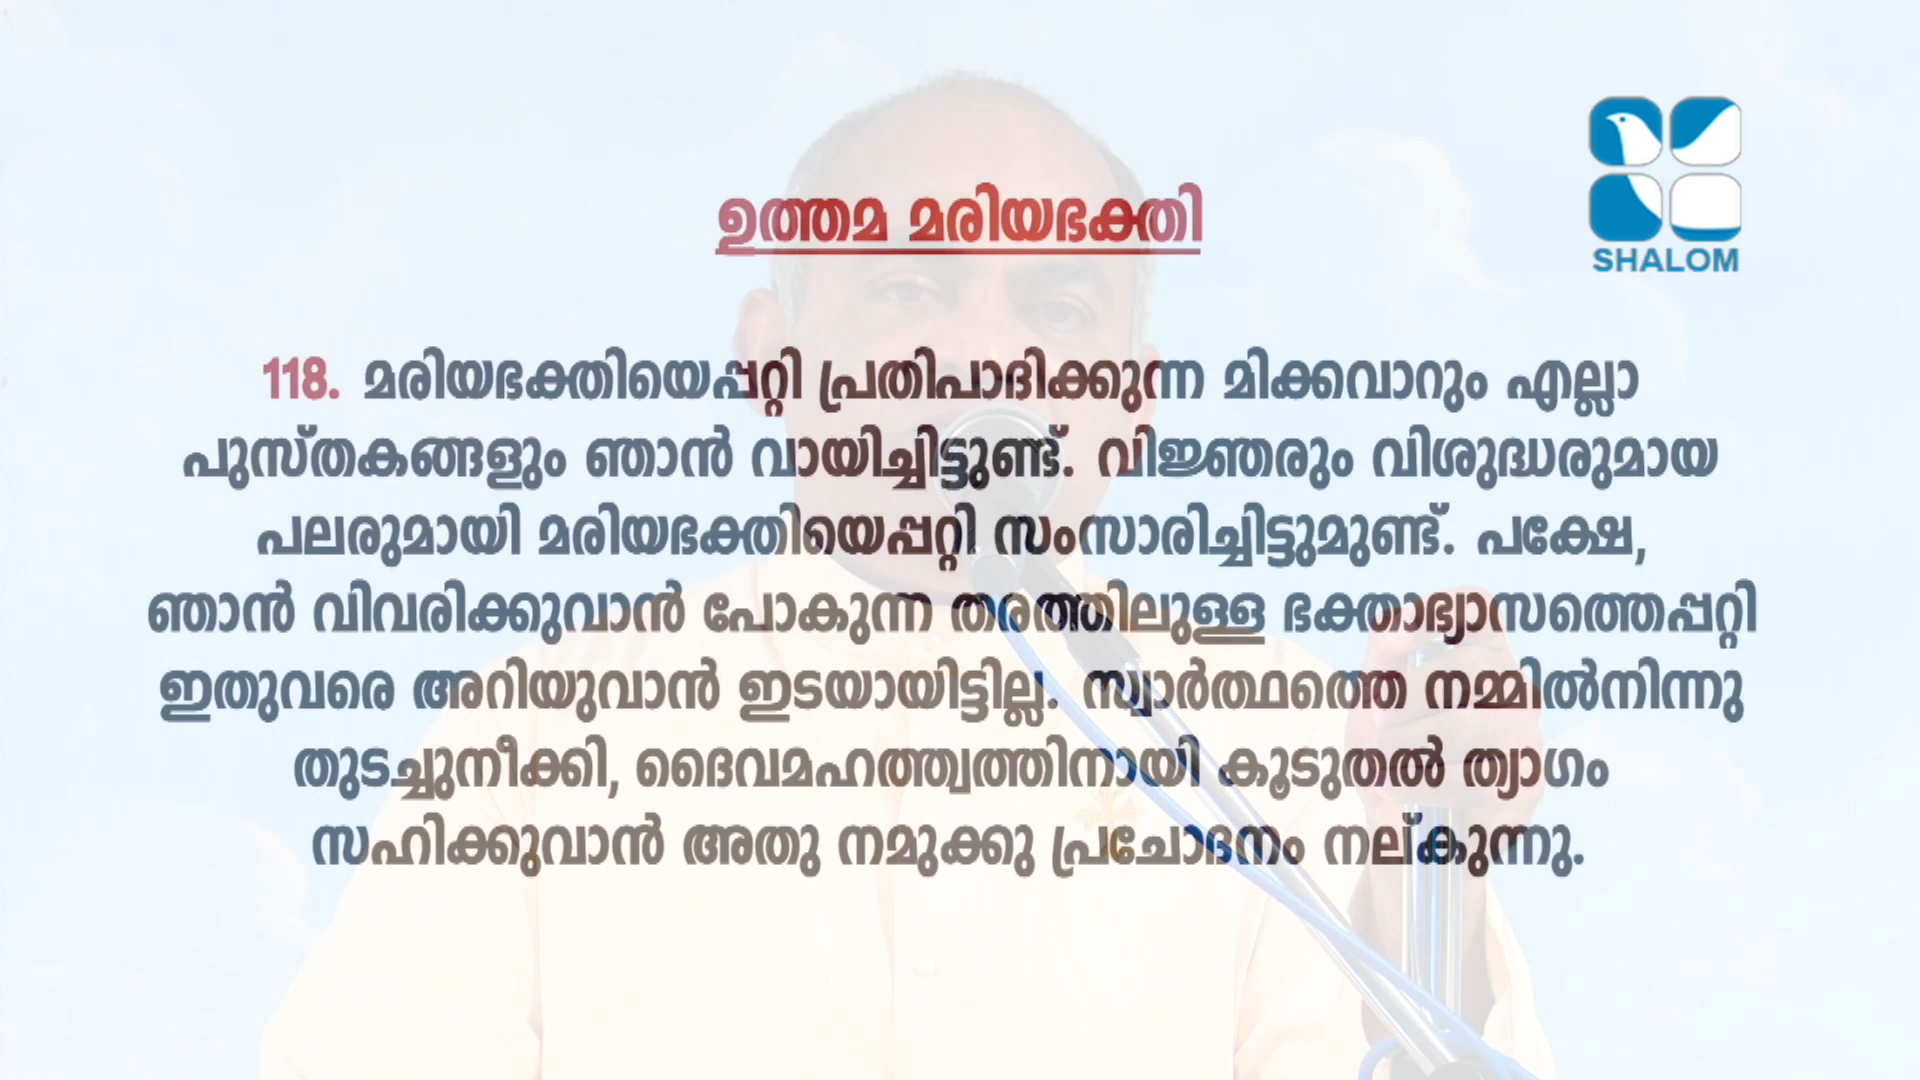 SHALOM
ഉത്തമ മരിയഭക്തി
118. മരിയഭക്തിയെപ്പറ്റി പ്രതിപാദിക്കുന്ന മിക്കവാറും എല്ലാ
പുസ്തകങ്ങളും ഞാൻ വായിച്ചിട്ടുണ്ട്. വിജ്ഞരും വിശുദ്ധരുമായ
പലരുമായി മരിയഭക്തിയെപ്പറ്റി സംസാരിച്ചിട്ടുമുണ്ട്. പക്ഷേ,
ഞാൻ വിവരിക്കുവാൻ പോകുന്ന തരത്തിലുള്ള ഭക്താഭ്യാസത്തെപ്പറ്റി
ഇതുവരെ അറിയുവാൻ ഇടയായിട്ടില്ല. സ്വാർത്ഥത്തെ നമ്മിൽനിന്നു
തുടച്ചുനീക്കി, ദൈവമഹത്ത്വത്തിനായി കൂടുതൽ ത്യാഗം
സഹിക്കുവാൻ അതു നമുക്കു പ്രചോദനം നല്കുന്നു.